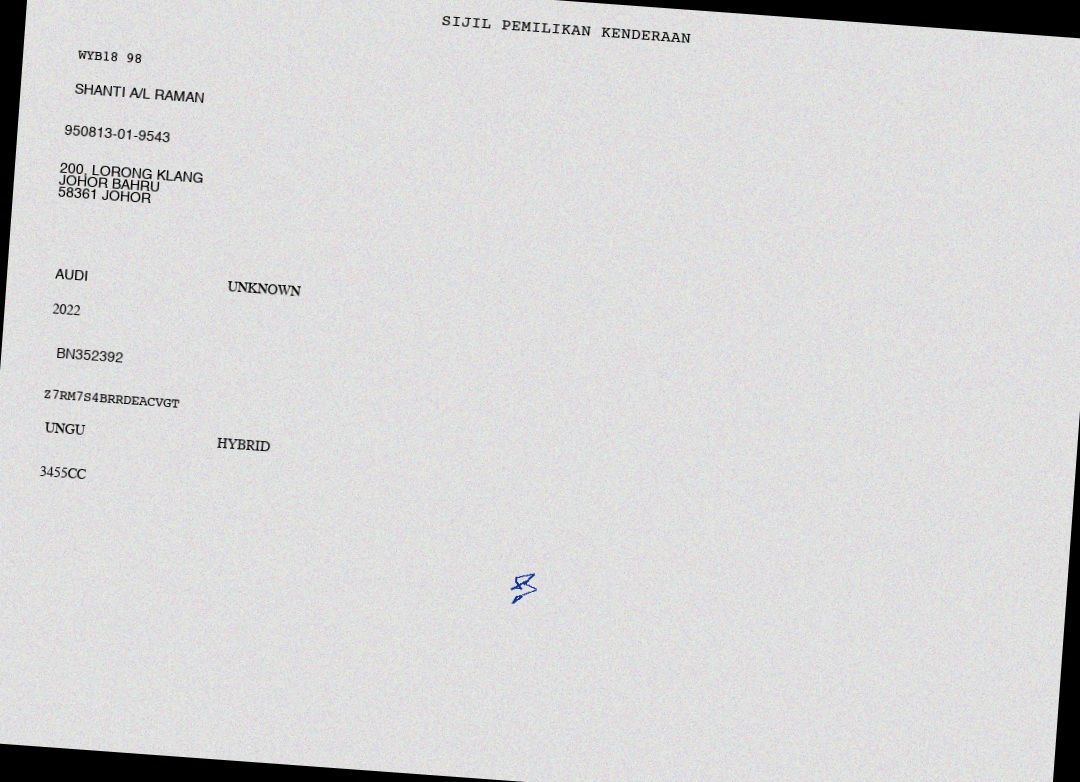 SIJIL PEMILIKAN KENDERAAN
WYB18 98
SHANTI A/L RAMAN
950813-01-9543
200, LORONG KLANG
JOHOR BAHRU
58361 JOHOR
AUDI UNKNOWN
2022
BN352392
Z7RM7S4BRRDEACVGT
UNGU HYBRID
3455CC